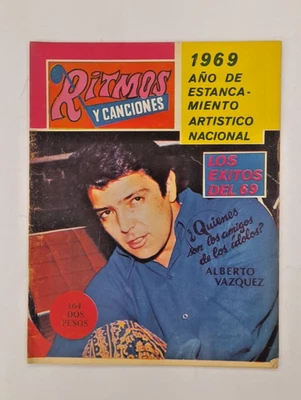 RITMOS
Y CANCIONES
1969
AÑO DE
ESTANCA-
MIENTO
ARTISTICO
NACIONAL
LOS
EXITOS
DEL 69
¿Quienes
son los amigos
de los idolos?
ALBERTO
VAZQUEZ
164
DOS
PESOS